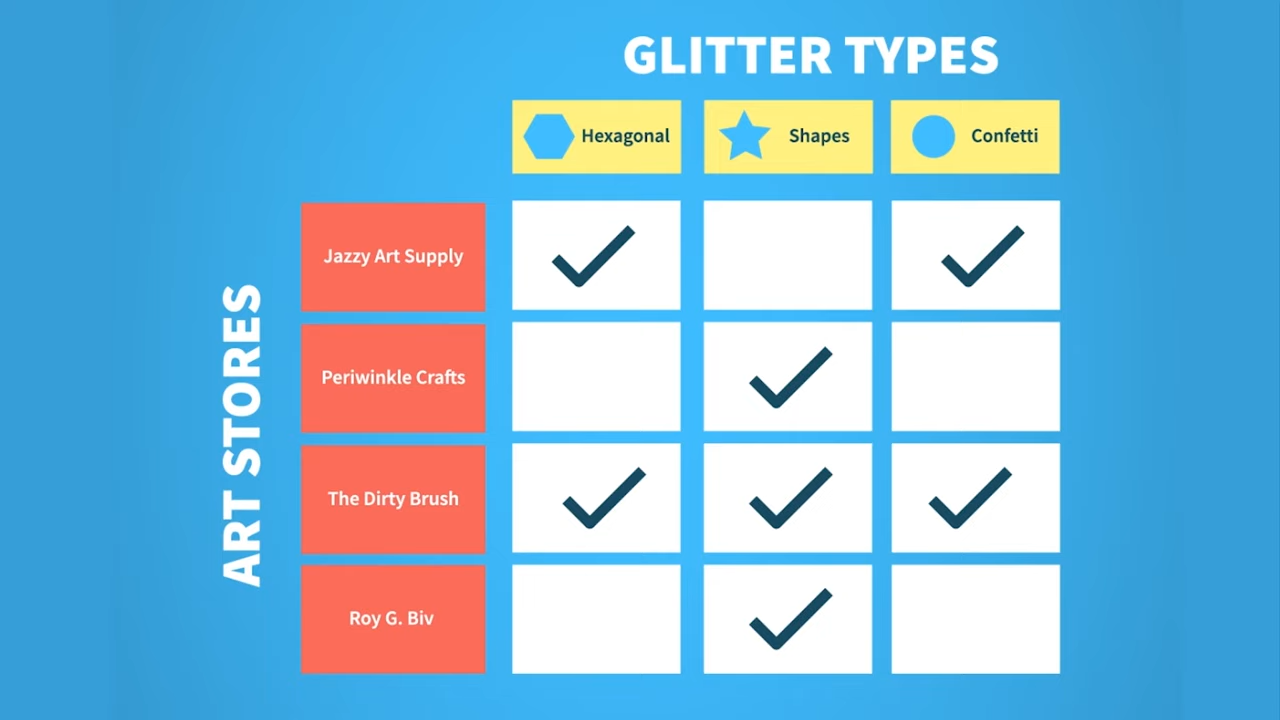 GLITTER TYPES
Hexagonal
Shapes
Confetti
ART STORES
Jazzy Art Supply
Periwinkle Crafts
The Dirty Brush
Roy G. Biv